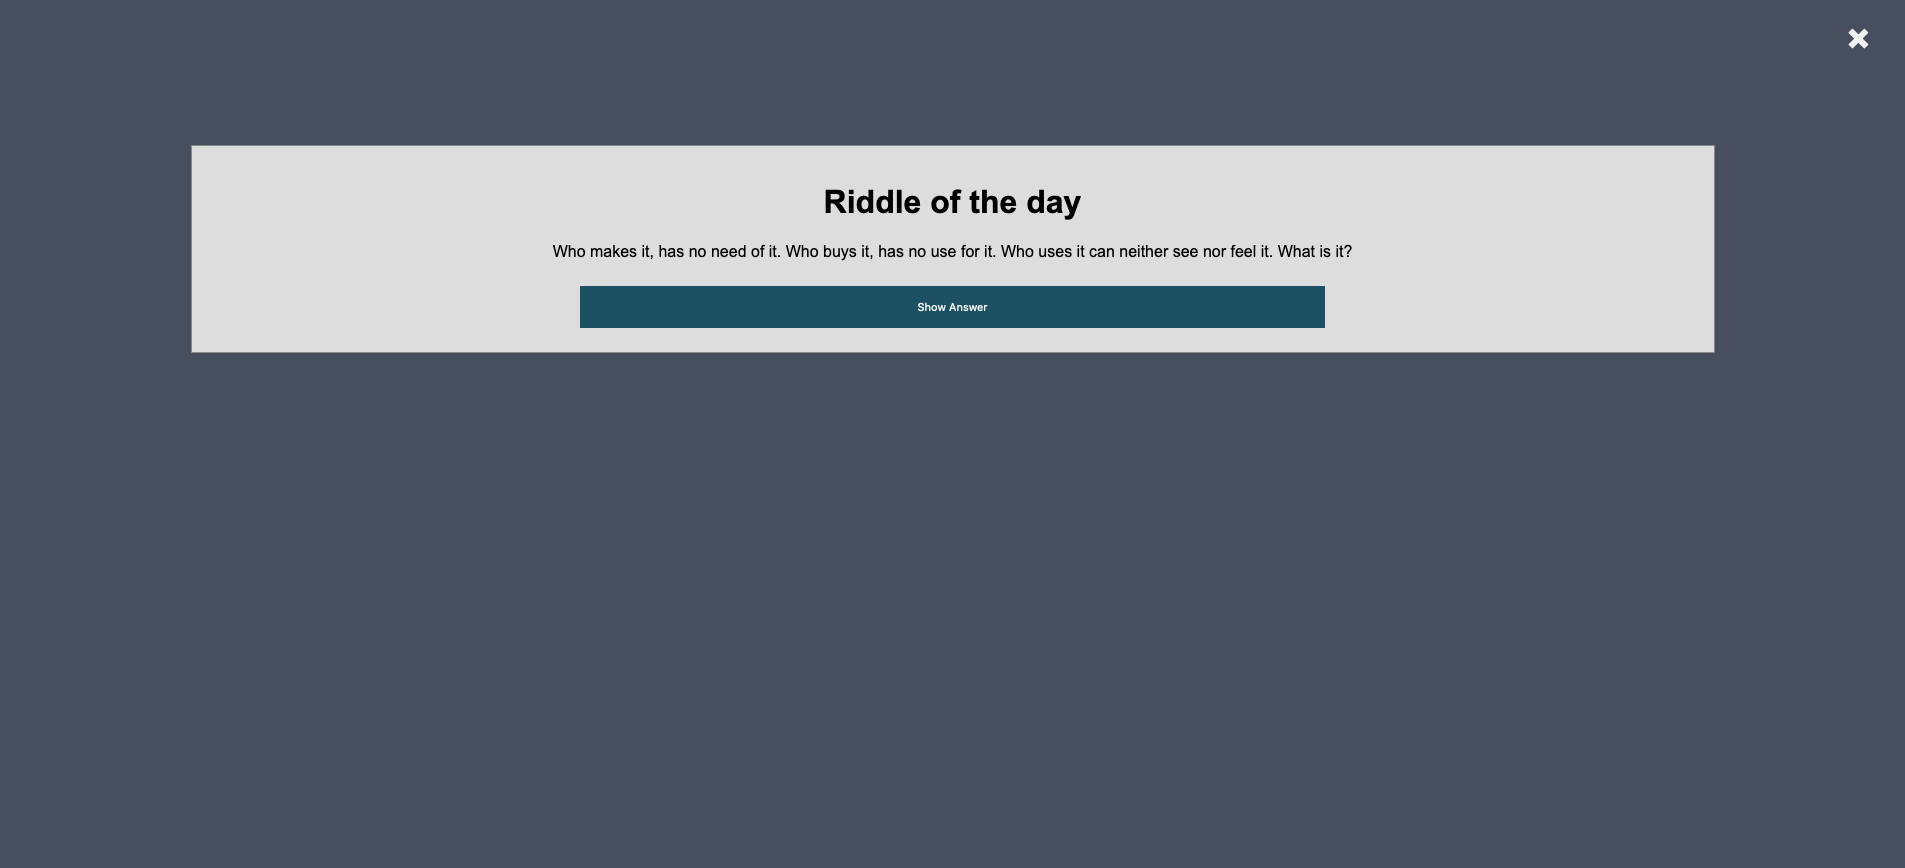 Riddle of the day
Who makes it, has no need of it. Who buys it, has no use for it. Who uses it can neither see nor feel it. What is it?
Show Answer